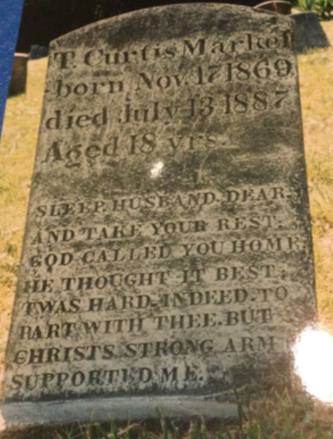 T. Curtis Markel
born Nov. 17 1869
died July 13 1887
Aged 18 yrs.
SLEEP HUSBAND DEAR,
AND TAKE YOUR REST;
GOD CALLED YOU HOME
HE THOUGHT IT BEST;
TWAS HARD INDEED TO
PART WITH THEE, BUT
CHRISTS STRONG ARM
SUPPORTED ME.